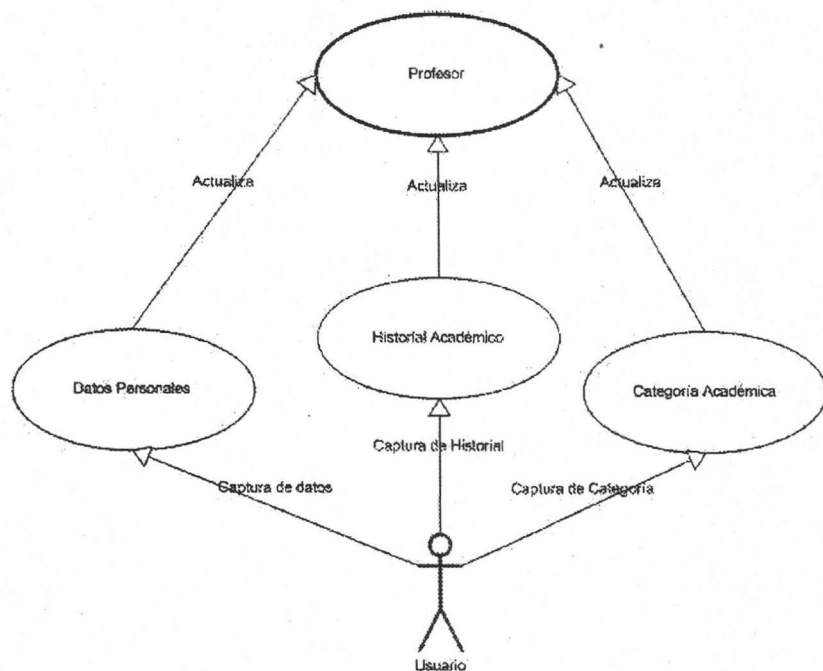 Profesor
Actualiza
Actualiza
Actualiza
Historial Académico
Datos Personales
Categoría Académica
Captura de Historial
Captura de datos
Captura de Categoría
Usuario